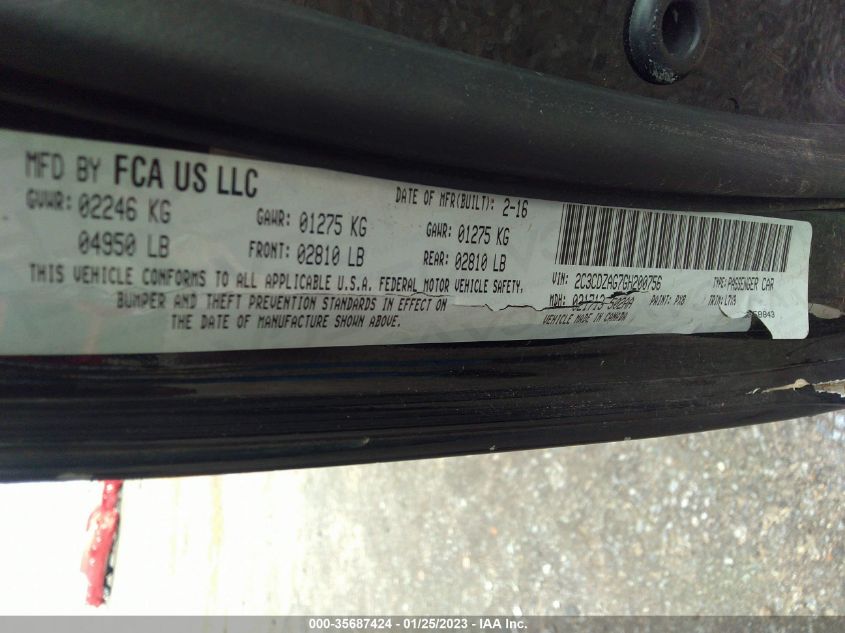 MFD BY FCA US LLC
DATE OF MFR(BUILT): 2-16
GVWR: 02246 KG
GAWR: 01275 KG
GAWR: 01275 KG
04950 LB
FRONT: 02810 LB
REAR: 02810 LB
THIS VEHICLE CONFORMS TO ALL APPLICABLE U.S.A. FEDERAL MOTOR VEHICLE SAFETY,
BUMPER AND THEFT PREVENTION STANDARDS IN EFFECT ON
THE DATE OF MANUFACTURE SHOWN ABOVE.
VIN: 2C3CDZAG7GH200756
TYPE: PASSENGER CAR
MDH:
PAINT: PX8
TRIM:
VEHICLE MADE IN CANADA
000-35687424 - 01/25/2023 - IAA Inc.